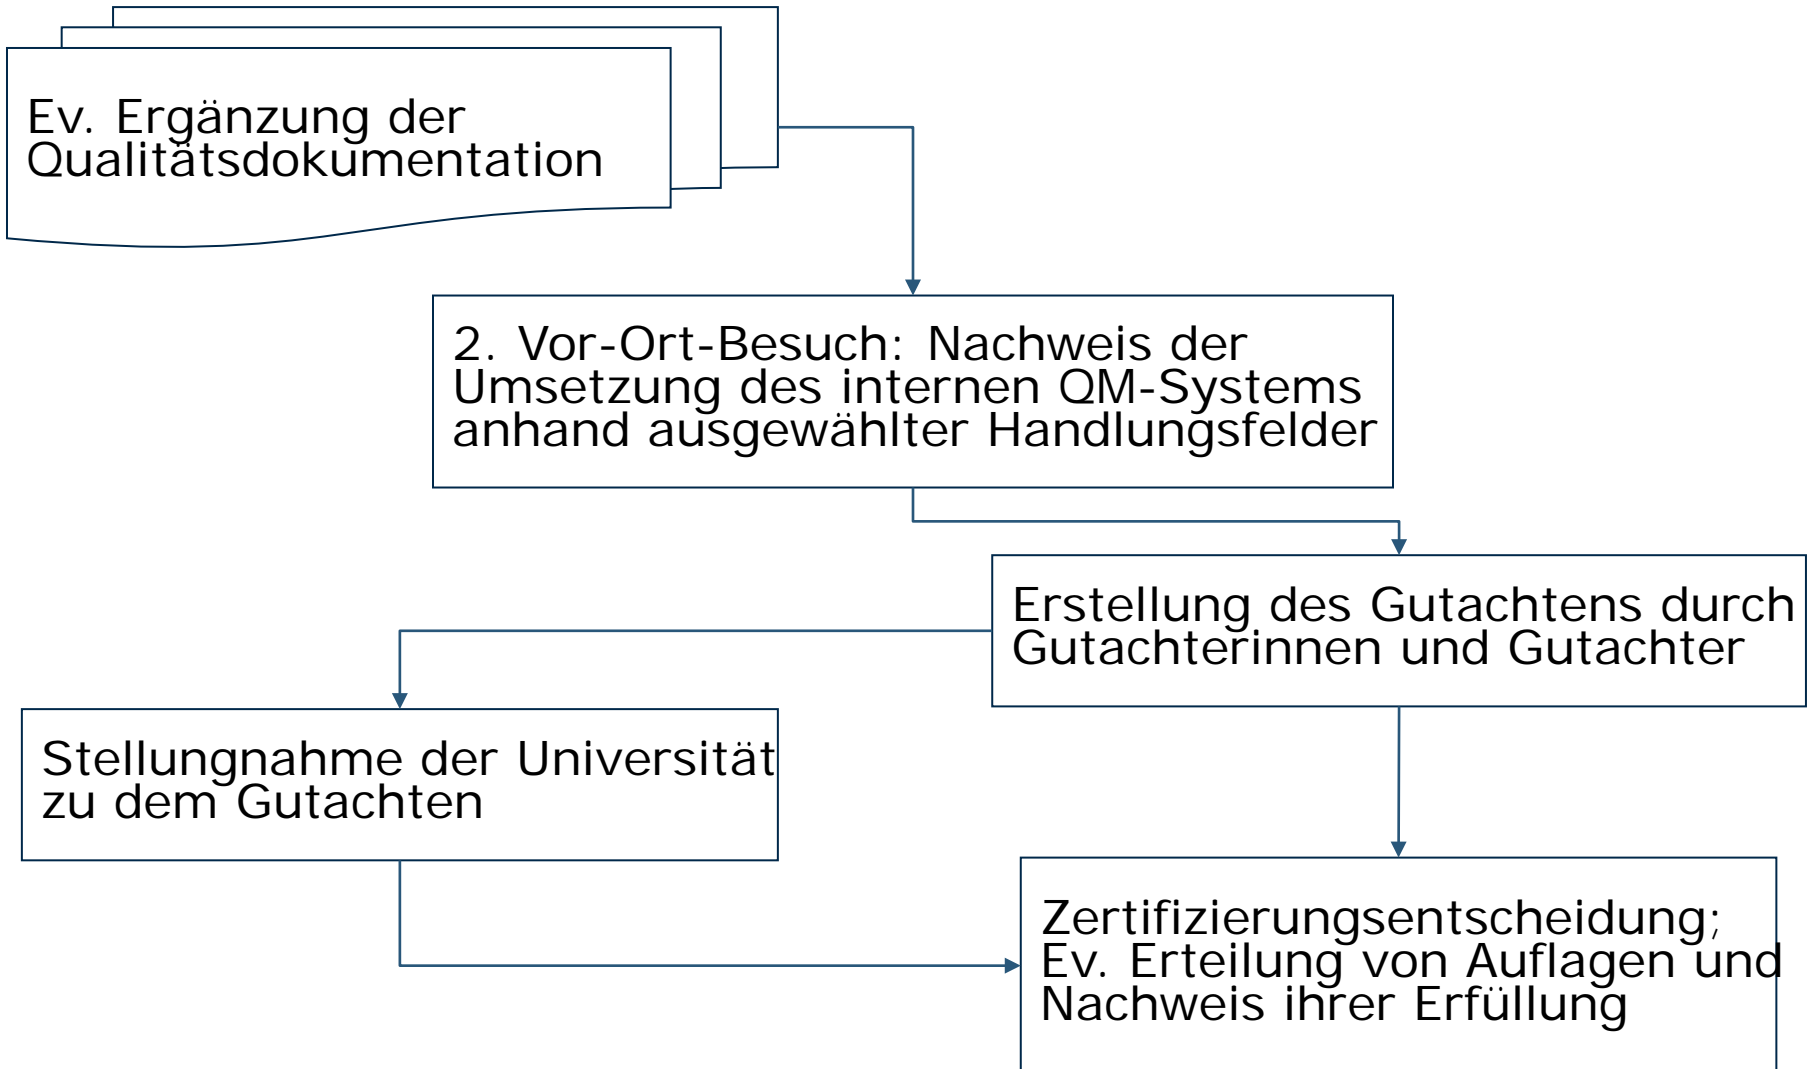 Ev. Ergänzung der
Qualitätsdokumentation
2. Vor-Ort-Besuch: Nachweis der
Umsetzung des internen QM-Systems
anhand ausgewählter Handlungsfelder
Erstellung des Gutachtens durch
Gutachterinnen und Gutachter
Stellungnahme der Universität
zu dem Gutachten
Zertifizierungsentscheidung;
Ev. Erteilung von Auflagen und
Nachweis ihrer Erfüllung